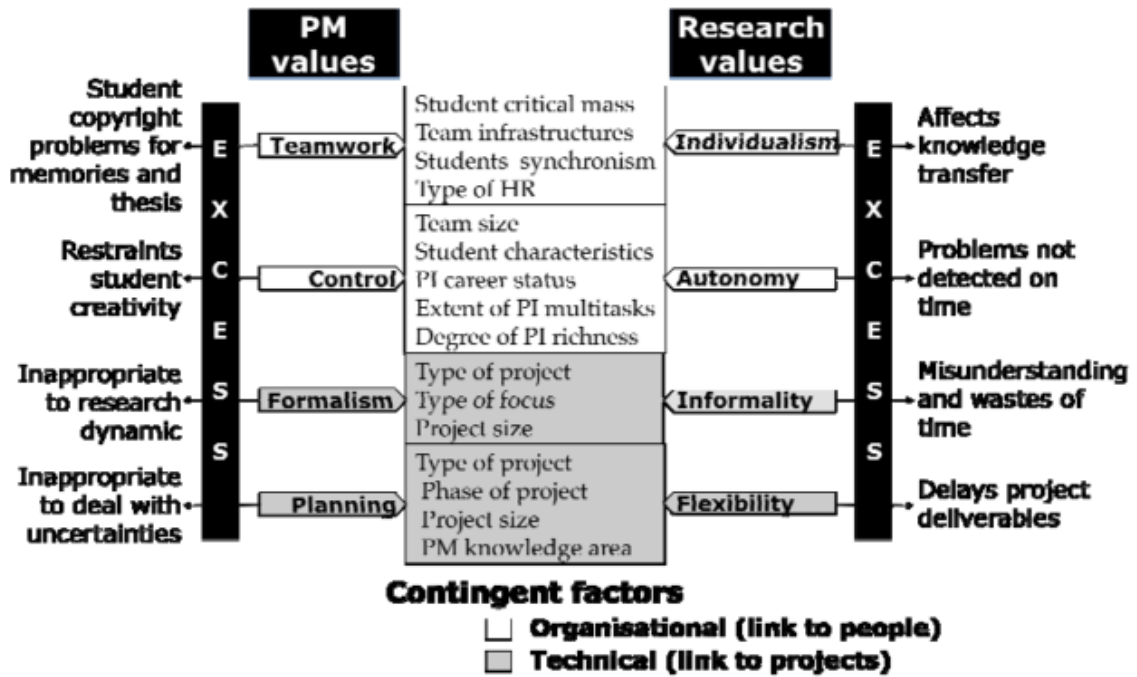 PM
values
Research
values
Student
copyright
problems for
memories and
thesis
Restraints
student
creativity
Inappropriate
to research
dynamic
Inappropriate
to deal with
uncertainties
E
X
C
E
S
S
Teamwork
Control
Formalism
Planning
Student critical mass
Team infrastructures
Students synchronism
Type of HR
Team size
Student characteristics
PI career status
Extent of PI multitasks
Degree of PI richness
Type of project
Type of focus
Project size
Type of project
Phase of project
Project size
PM knowledge area
Individualism
Autonomy
Informality
Flexibility
E
X
C
E
S
S
Affects
knowledge
transfer
Problems not
detected on
time
Misunderstanding
and wastes of
time
Delays project
deliverables
Contingent factors
Organisational (link to people)
Technical (link to projects)